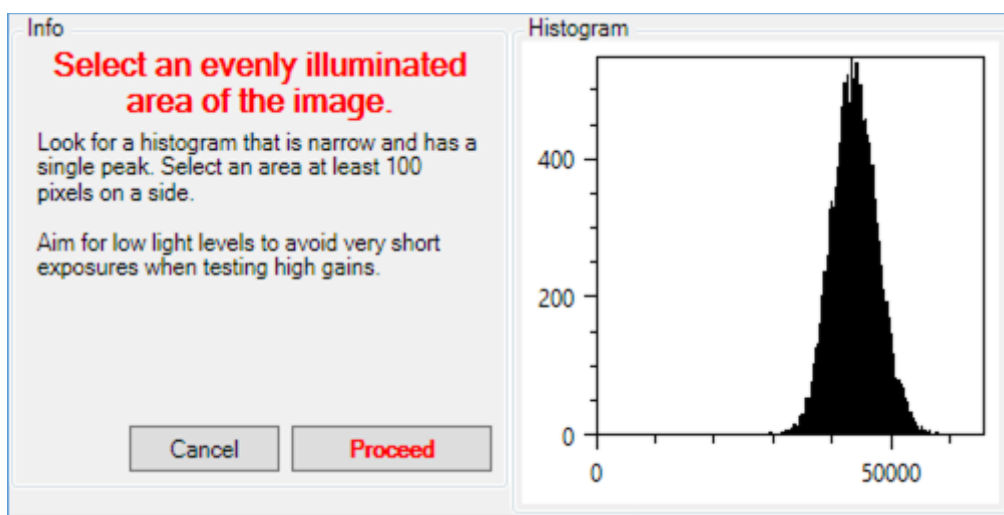 Info
Select an evenly illuminated
area of the image.
Look for a histogram that is narrow and has a
single peak. Select an area at least 100
pixels on a side.
Aim for low light levels to avoid very short
exposures when testing high gains.
Cancel
Proceed
Histogram
400
200
0
0
50000